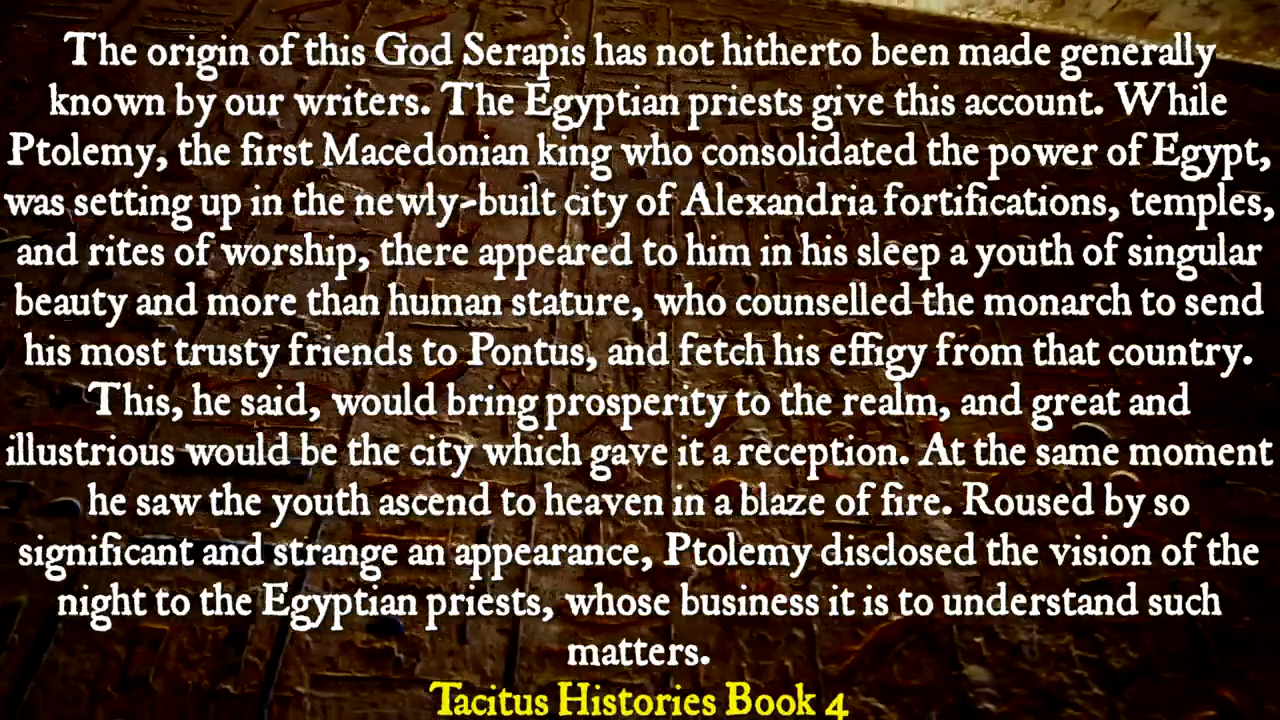 The origin of this God Serapis has not hitherto been made generally
known by our writers. The Egyptian priests give this account. While
Ptolemy, the first Macedonian king who consolidated the power of Egypt,
was setting up in the newly-built city of Alexandria fortifications, temples,
and rites of worship, there appeared to him in his sleep a youth of singular
beauty and more than human stature, who counselled the monarch to send
his most trusty friends to Pontus, and fetch his effigy from that country.
This, he said, would bring prosperity to the realm, and great and
illustrious would be the city which gave it a reception. At the same moment
he saw the youth ascend to heaven in a blaze of fire. Roused by so
significant and strange an appearance, Ptolemy disclosed the vision of the
night to the Egyptian priests, whose business it is to understand such
matters.
Tacitus Histories Book 4